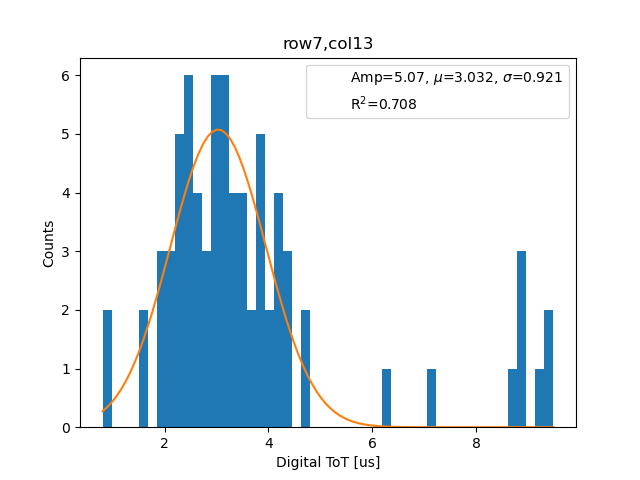 row7,col13
Amp=5.07, μ=3.032, σ=0.921
R²=0.708
Counts
6
5
4
3
2
1
0
2 4 6 8
Digital ToT [us]